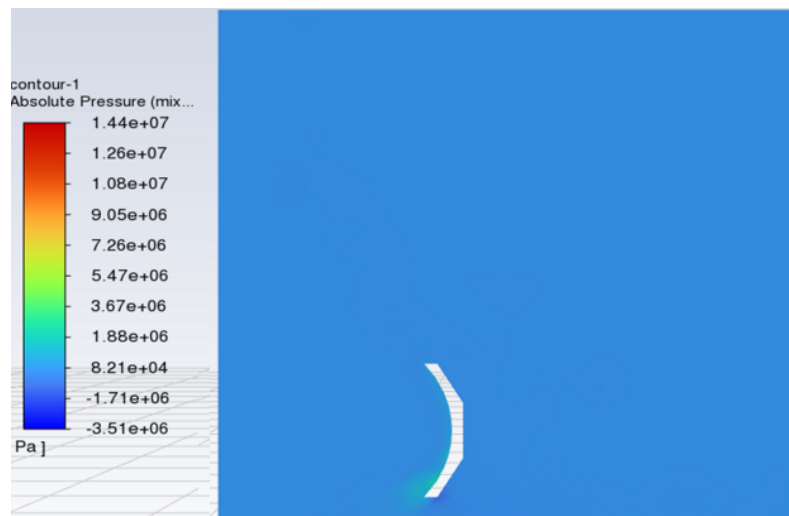 contour-1
Absolute Pressure (mix...
1.44e+07
1.26e+07
1.08e+07
9.05e+06
7.26e+06
5.47e+06
3.67e+06
1.88e+06
8.21e+04
-1.71e+06
-3.51e+06
Pa ]